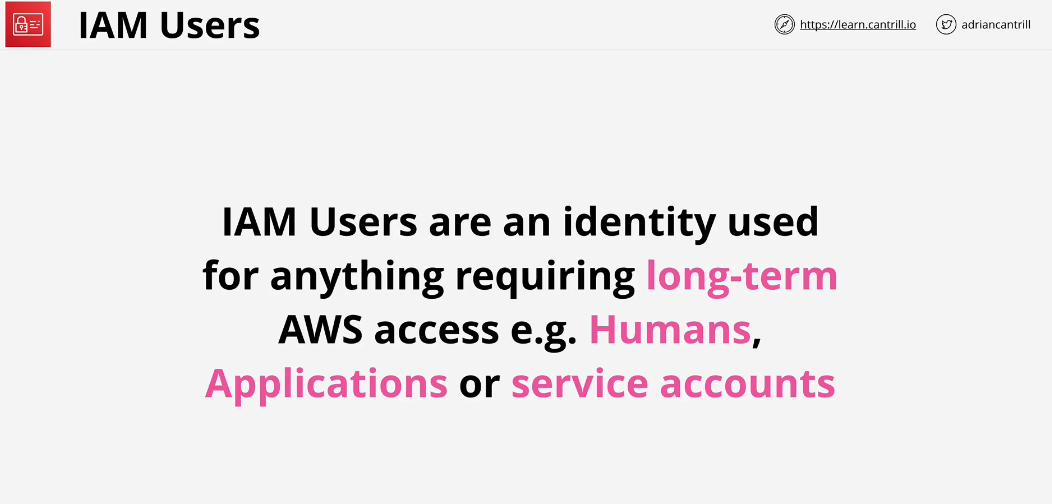 IAM Users
https://learn.cantrill.io
adriancantrill
IAM Users are an identity used
for anything requiring long-term
AWS access e.g. Humans,
Applications or service accounts